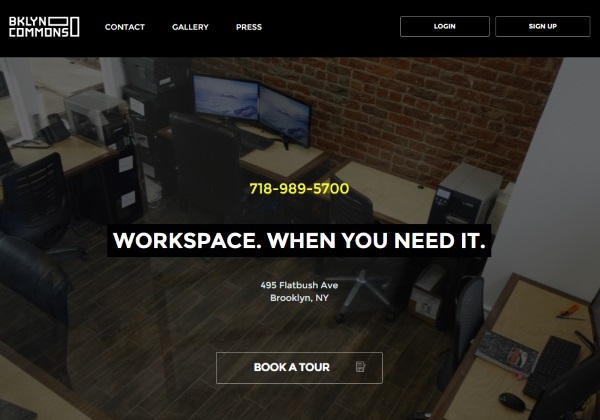 BKLYN
COMMONS
CONTACT GALLERY PRESS LOGIN SIGN UP
718-989-5700
WORKSPACE. WHEN YOU NEED IT.
495 Flatbush Ave
Brooklyn, NY
BOOK A TOUR